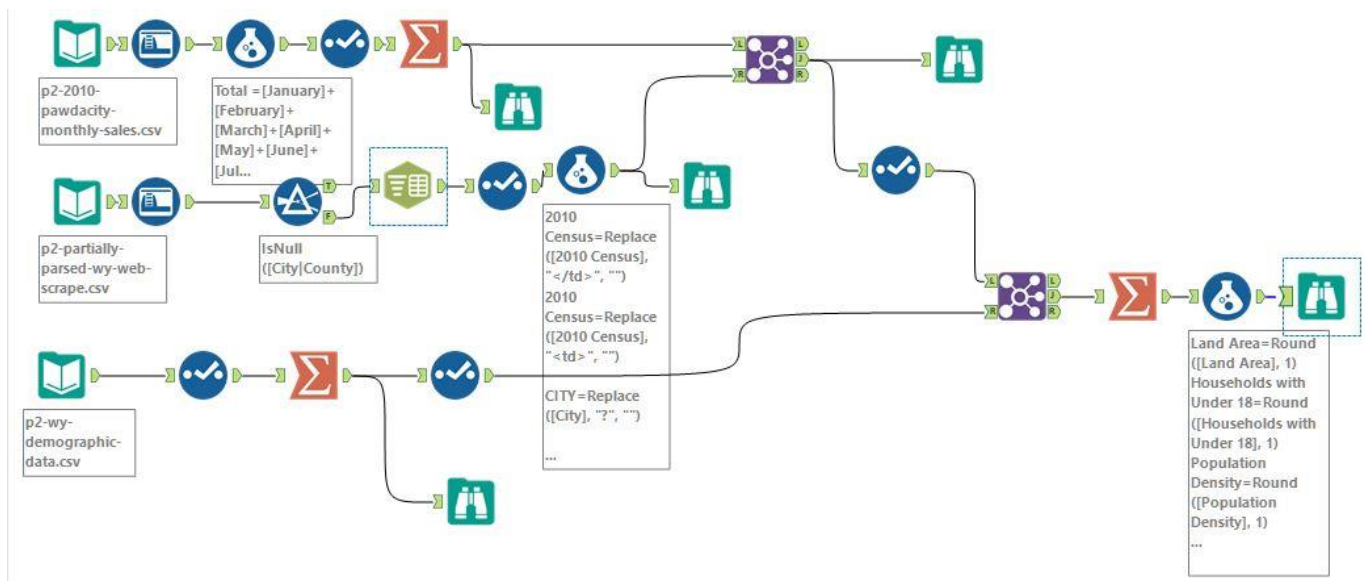 p2-2010-
pawdacity-
monthly-sales.csv
Total =[January]+
[February]+
[March]+[April]+
[May]+[June]+
[Jul...
L
J
R
L
R
p2-partially-
parsed-wy-web-
scrape.csv
T
F
IsNull
([City|County])
2010
Census=Replace
([2010 Census],
"</td>", "")
2010
Census=Replace
([2010 Census],
"<td>", "")
CITY=Replace
([City], "?", "")
...
L
J
R
L
R
p2-wy-
demographic-
data.csv
Land Area=Round
([Land Area], 1)
Households with
Under 18=Round
([Households with
Under 18], 1)
Population
Density=Round
([Population
Density], 1)
...